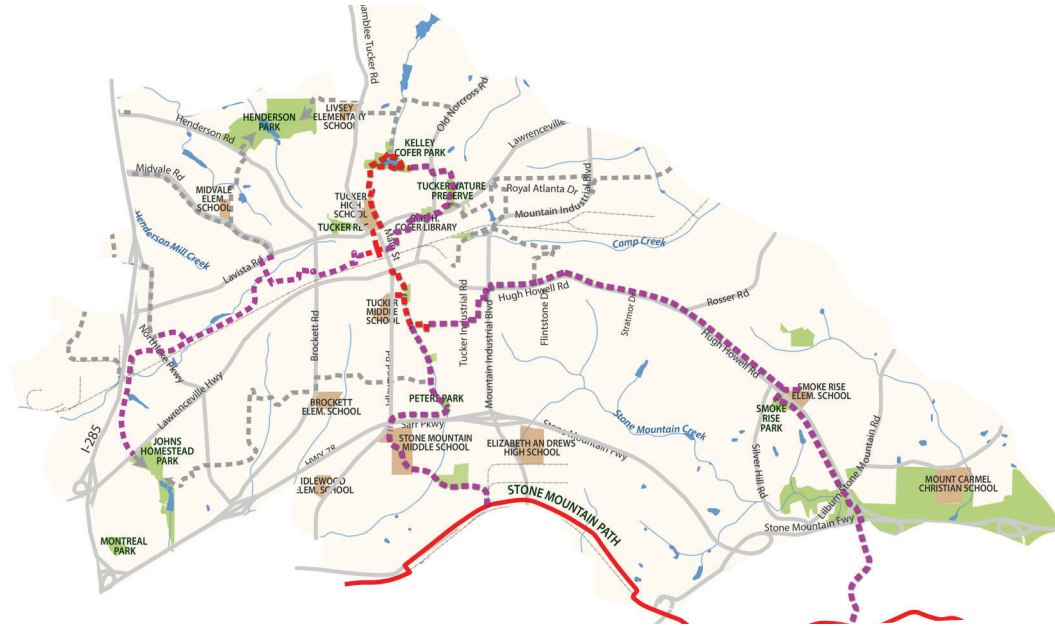 amblee Tucker Rd
HENDERSON
PARK
LIVSEY
ELEMENTARY
SCHOOL
Old Norcross Rd
Henderson Rd
KELLEY
COFER PARK
Lawrenceville
Midvale Rd
MIDVALE
ELEM.
SCHOOL
TUCKER
HIGH
SCHOOL
TUCKER NATURE
PRESERVE
Royal Atlanta Dr
Mountain Industrial Blvd
Mountain Industrial Blvd
TUCKER REC
COFER LIBRARY
Main St
Henderson Mill Creek
Camp Creek
Lavista Rd
TUCKER
MIDDLE
SCHOOL
Tucker Industrial Rd
Mountain Industrial Blvd
Hugh Howell Rd
Flintstone Dr
Stratmor Dr
Rosser Rd
Brockett Rd
Northlake Pkwy
Hugh Howell Rd
Lawrenceville Hwy
BROCKETT
ELEM. SCHOOL
PETERS PARK
SMOKE RISE
ELEM. SCHOOL
SMOKE
RISE
PARK
Stone Mountain Creek
Sarr Pkwy
Stone Mountain Fwy
I-285
JOHNS
HOMESTEAD
PARK
HWY 78
STONE MOUNTAIN
MIDDLE SCHOOL
ELIZABETH ANDREWS
HIGH SCHOOL
Silver Hill Rd
Lilburn Stone Mountain Rd
IDLEWOOD
ELEM. SCHOOL
MOUNT CARMEL
CHRISTIAN SCHOOL
STONE MOUNTAIN PATH
Stone Mountain Fwy
MONTREAL
PARK